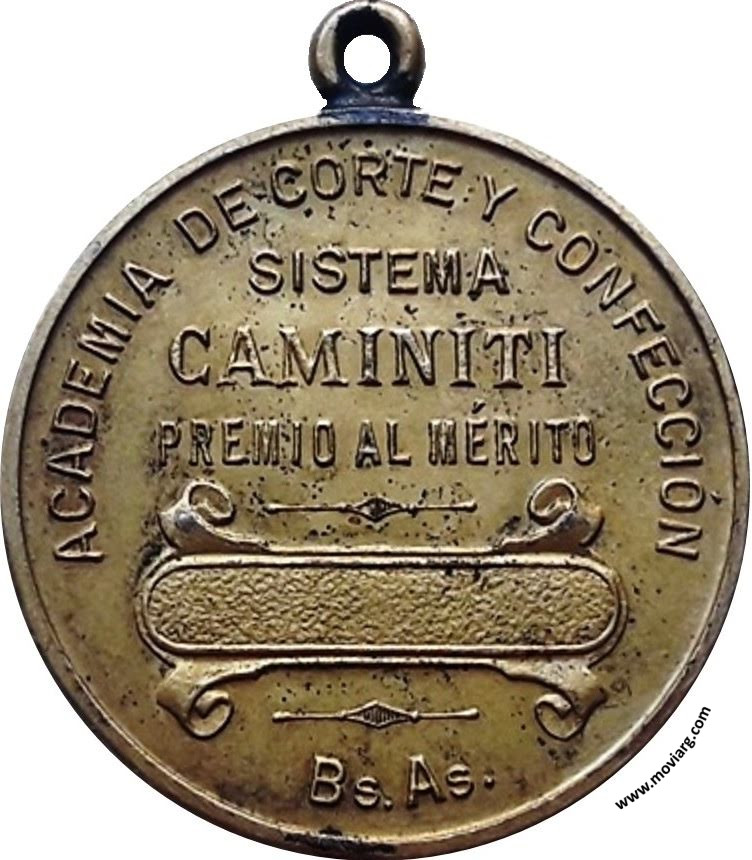 ACADEMIA DE CORTE Y CONFECCIÓN
SISTEMA
CAMINITI
PREMIO AL MÉRITO
Bs. As.
www.moviarg.com